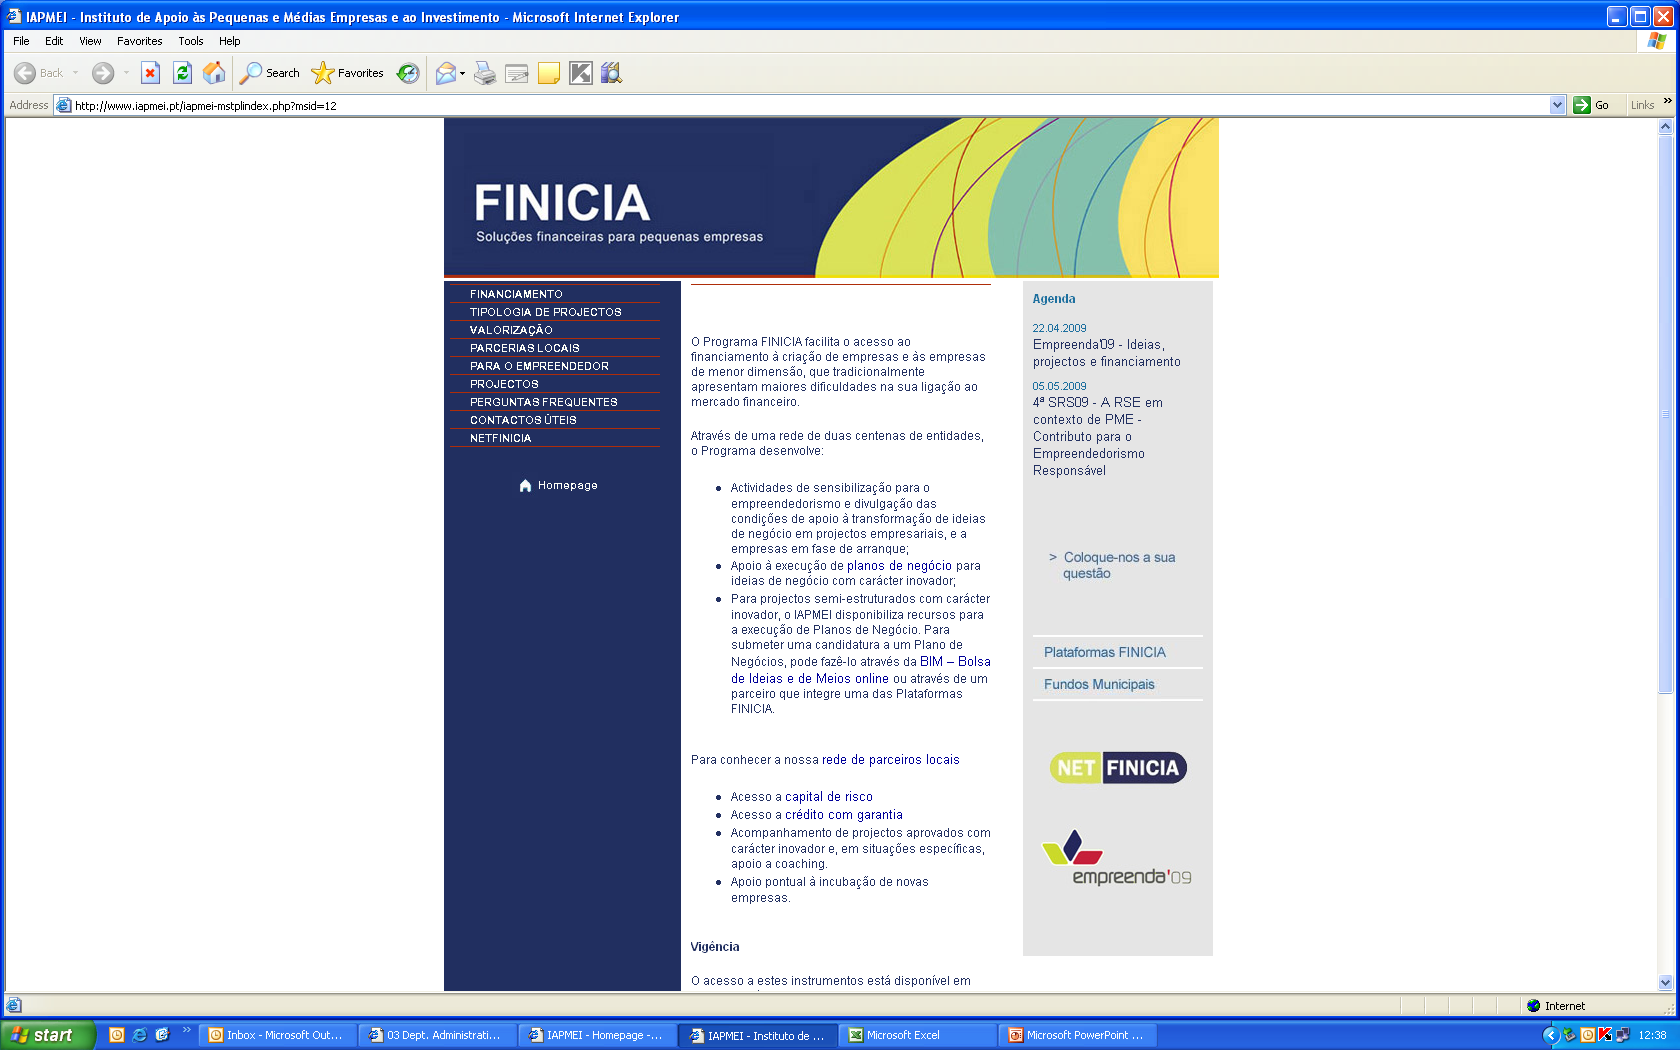 IAPMEI - Instituto de Apoio às Pequenas e Médias Empresas e ao Investimento - Microsoft Internet Explorer
File Edit View Favorites Tools Help
Back Search Favorites
Address http://www.iapmei.pt/iapmei-mstplindex.php?msid=12 Go Links »
FINICIA
Soluções financeiras para pequenas empresas
FINANCIAMENTO
TIPOLOGIA DE PROJECTOS
VALORIZAÇÃO
PARCERIAS LOCAIS
PARA O EMPREENDEDOR
PROJECTOS
PERGUNTAS FREQUENTES
CONTACTOS ÚTEIS
NETFINICIA
Homepage
O Programa FINICIA facilita o acesso ao
financiamento à criação de empresas e às empresas
de menor dimensão, que tradicionalmente
apresentam maiores dificuldades na sua ligação ao
mercado financeiro.
Através de uma rede de duas centenas de entidades,
o Programa desenvolve:
• Actividades de sensibilização para o
empreendedorismo e divulgação das
condições de apoio à transformação de ideias
de negócio em projectos empresariais, e a
empresas em fase de arranque;
• Apoio à execução de planos de negócio para
ideias de negócio com carácter inovador;
• Para projectos semi-estruturados com carácter
inovador, o IAPMEI disponibiliza recursos para
a execução de Planos de Negócio. Para
submeter uma candidatura a um Plano de
Negócios, pode fazê-lo através da BIM – Bolsa
de Ideias e de Meios online ou através de um
parceiro que integre uma das Plataformas
FINICIA.
Para conhecer a nossa rede de parceiros locais
• Acesso a capital de risco
• Acesso a crédito com garantia
• Acompanhamento de projectos aprovados com
carácter inovador e, em situações específicas,
apoio a coaching.
• Apoio pontual à incubação de novas
empresas.
Vigência
O acesso a estes instrumentos está disponível em
Agenda
22.04.2009
Empreenda'09 - Ideias,
projectos e financiamento
05.05.2009
4ª SRS09 - A RSE em
contexto de PME -
Contributo para o
Empreendedorismo
Responsável
> Coloque-nos a sua
questão
Plataformas FINICIA
Fundos Municipais
NET FINICIA
empreenda'09
Internet
start » Inbox - Microsoft Out... 03 Dept. Administrati... IAPMEI - Homepage -... IAPMEI - Instituto de ... Microsoft Excel Microsoft PowerPoint ... 12:38